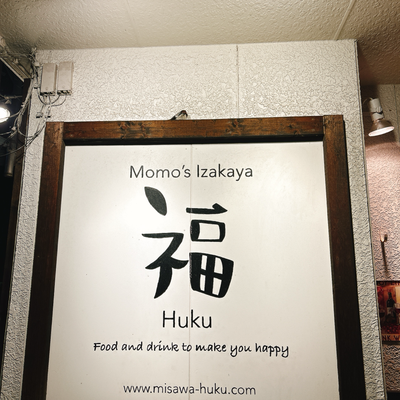 Momo's Izakaya
福
Huku
Food and drink to make you happy
www.misawa-huku.com